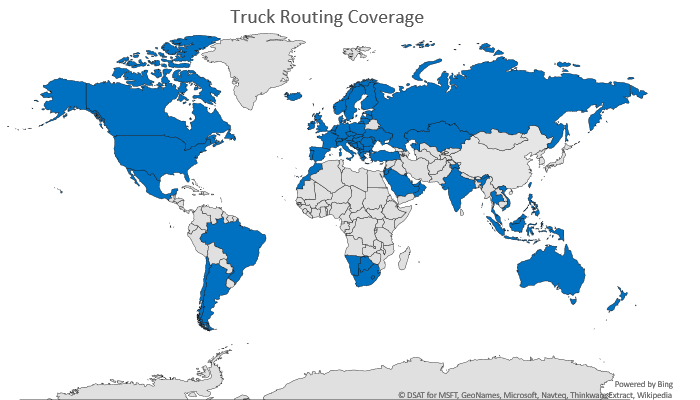 Truck Routing Coverage
Powered by Bing
© DSAT for MSFT, GeoNames, Microsoft, Navteq, Thinkware Extract, Wikipedia